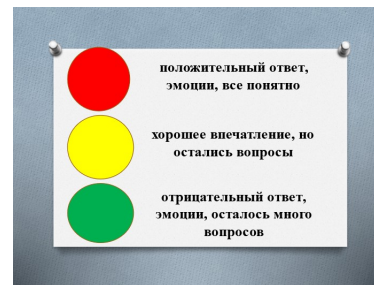 положительный ответ,
эмоции, все понятно
хорошее впечатление, но
остались вопросы
отрицательный ответ,
эмоции, осталось много
вопросов